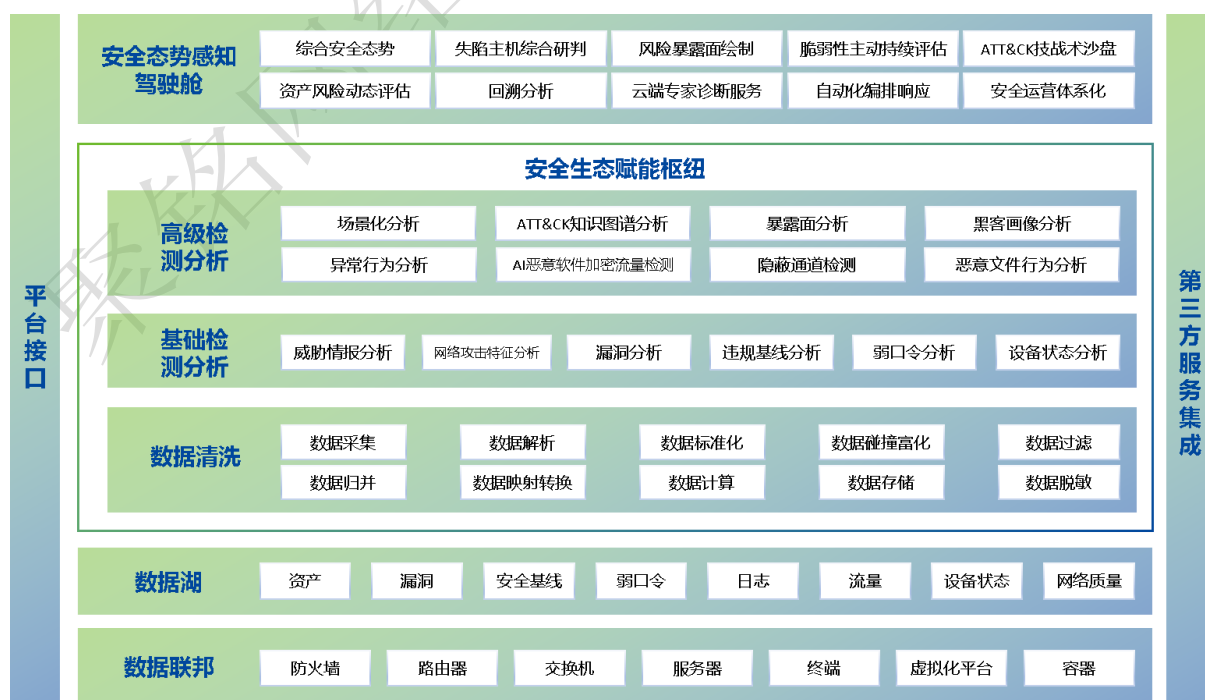 平台接口
安全态势感知
驾驶舱
综合安全态势
失陷主机综合研判
风险暴露面绘制
脆弱性主动持续评估
ATT&CK技战术沙盘
资产风险动态评估
回溯分析
云端专家诊断服务
自动化编排响应
安全运营体系化
安全生态赋能枢纽
高级检
测分析
场景化分析
ATT&CK知识图谱分析
暴露面分析
黑客画像分析
异常行为分析
AI恶意软件加密流量检测
隐蔽通道检测
恶意文件行为分析
基础检
测分析
威胁情报分析
网络攻击特征分析
漏洞分析
违规基线分析
弱口令分析
设备状态分析
数据清洗
数据采集
数据解析
数据标准化
数据碰撞富化
数据过滤
数据归并
数据映射转换
数据计算
数据存储
数据脱敏
数据湖
资产
漏洞
安全基线
弱口令
日志
流量
设备状态
网络质量
数据联邦
防火墙
路由器
交换机
服务器
终端
虚拟化平台
容器
第三方服务集成
聚铭网络